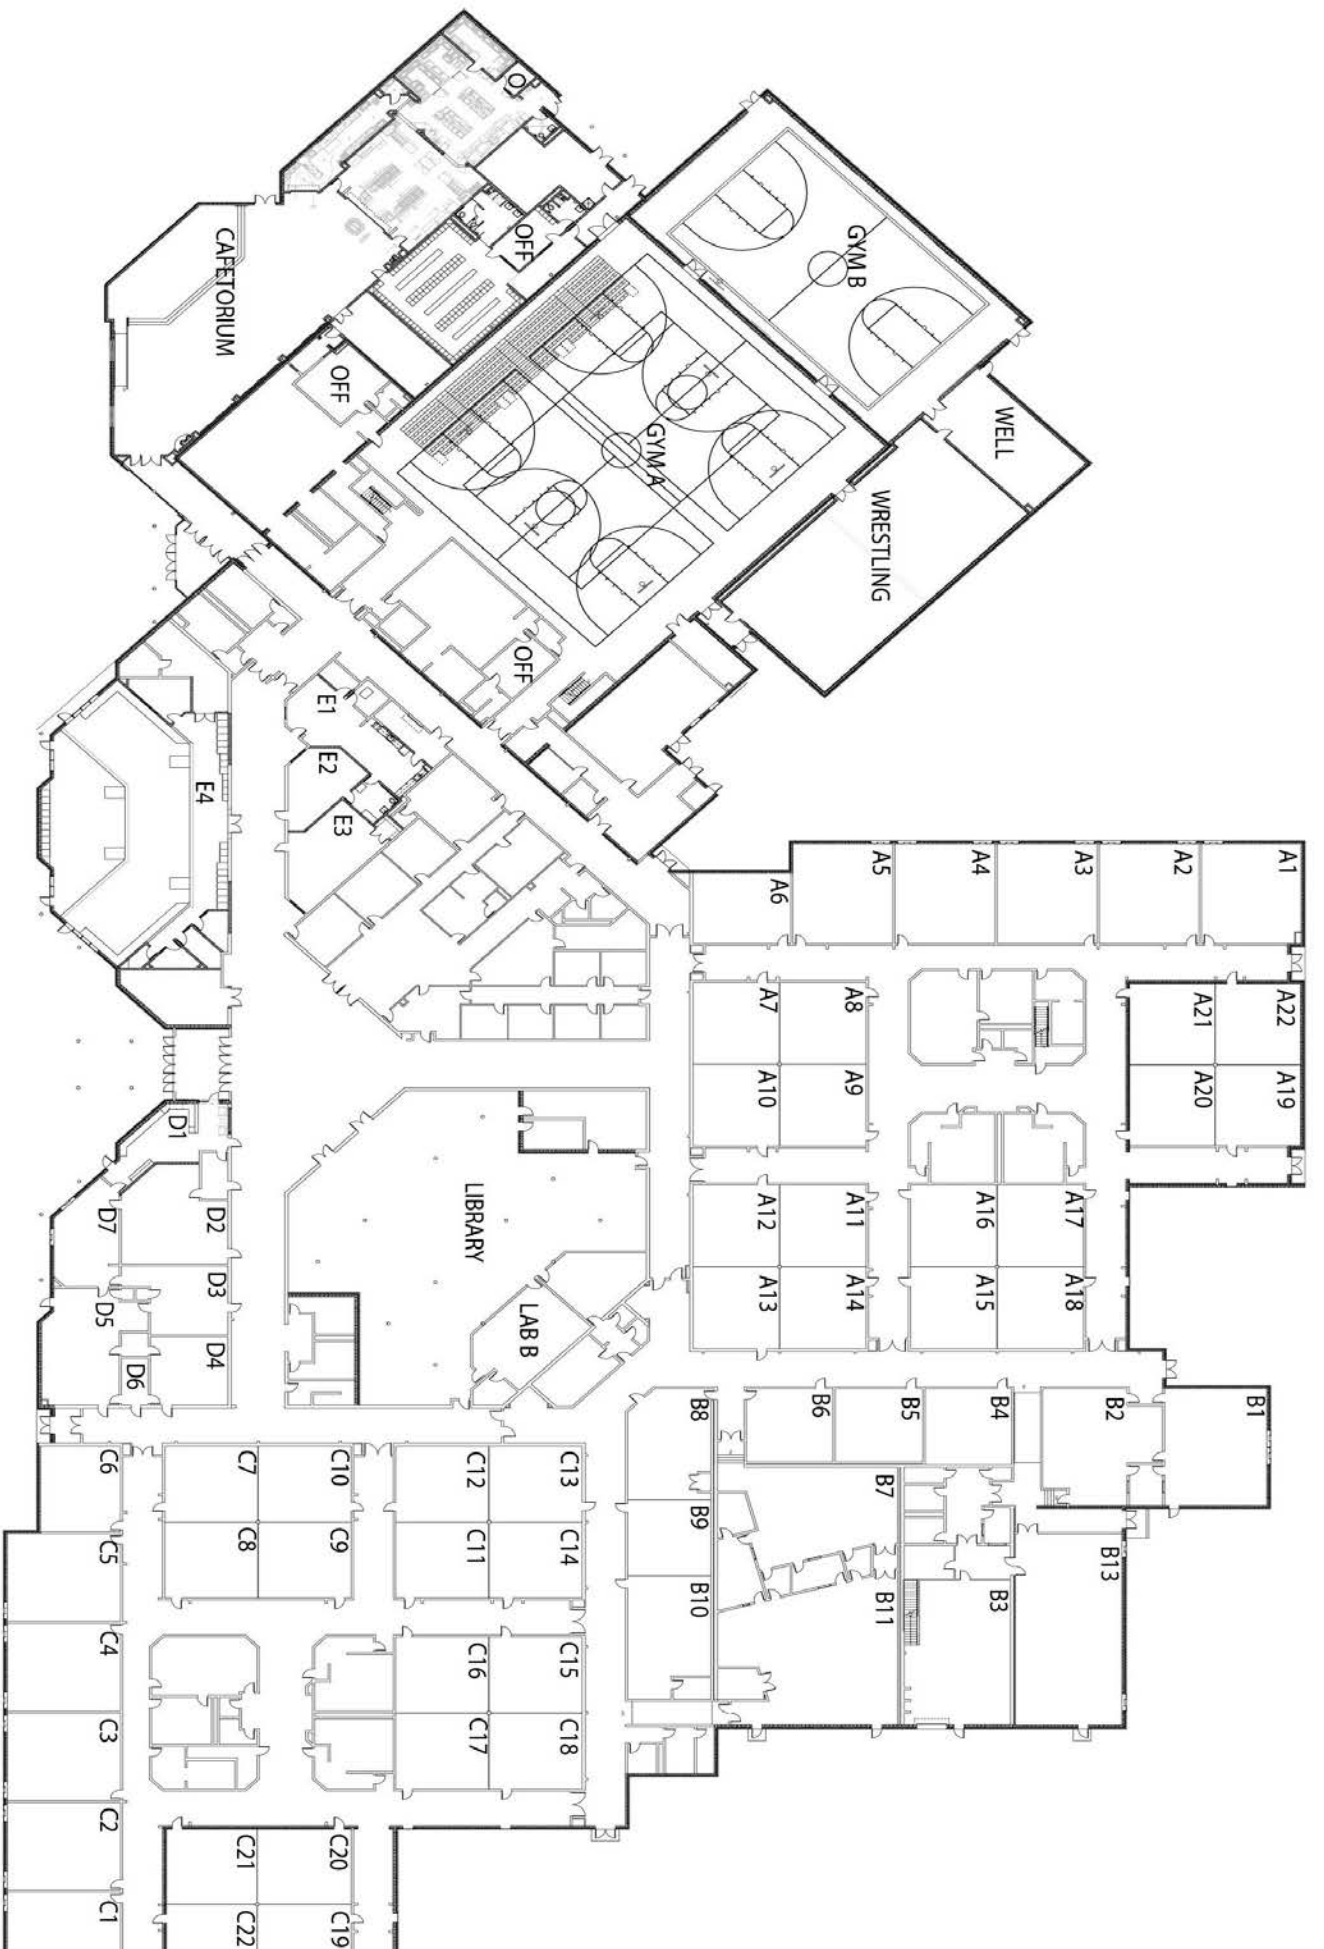 O
OFF
CAFETORIUM
OFF
GYM B
GYM A
WELL
WRESTLING
OFF
E1
E2
E3
E4
A1
A2
A3
A4
A5
A6
A7
A8
A9
A10
A22
A21
A20
A19
A12
A11
A13
A14
A16
A17
A15
A18
D1
D2
D3
D4
D5
D6
D7
LIBRARY
LAB B
B1
B2
B4
B5
B6
B8
B7
B9
B10
B11
B3
B13
C6
C7
C10
C12
C13
C5
C8
C9
C11
C14
C4
C16
C15
C3
C17
C18
C2
C21
C20
C1
C22
C19